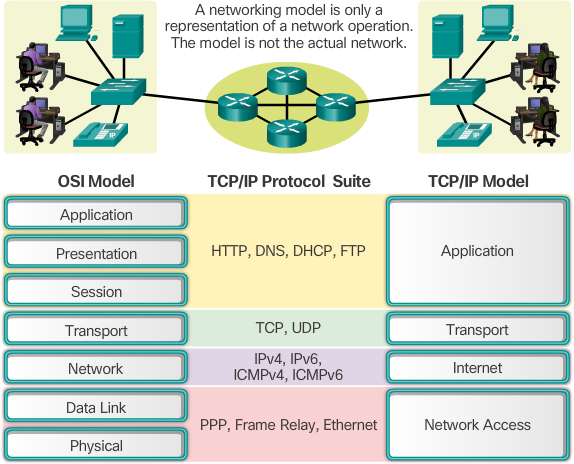 A networking model is only a
representation of a network operation.
The model is not the actual network.
OSI Model
TCP/IP Protocol Suite
TCP/IP Model
Application
Presentation
Session
HTTP, DNS, DHCP, FTP
Application
Transport
TCP, UDP
Transport
Network
IPv4, IPv6,
ICMPv4, ICMPv6
Internet
Data Link
Physical
PPP, Frame Relay, Ethernet
Network Access